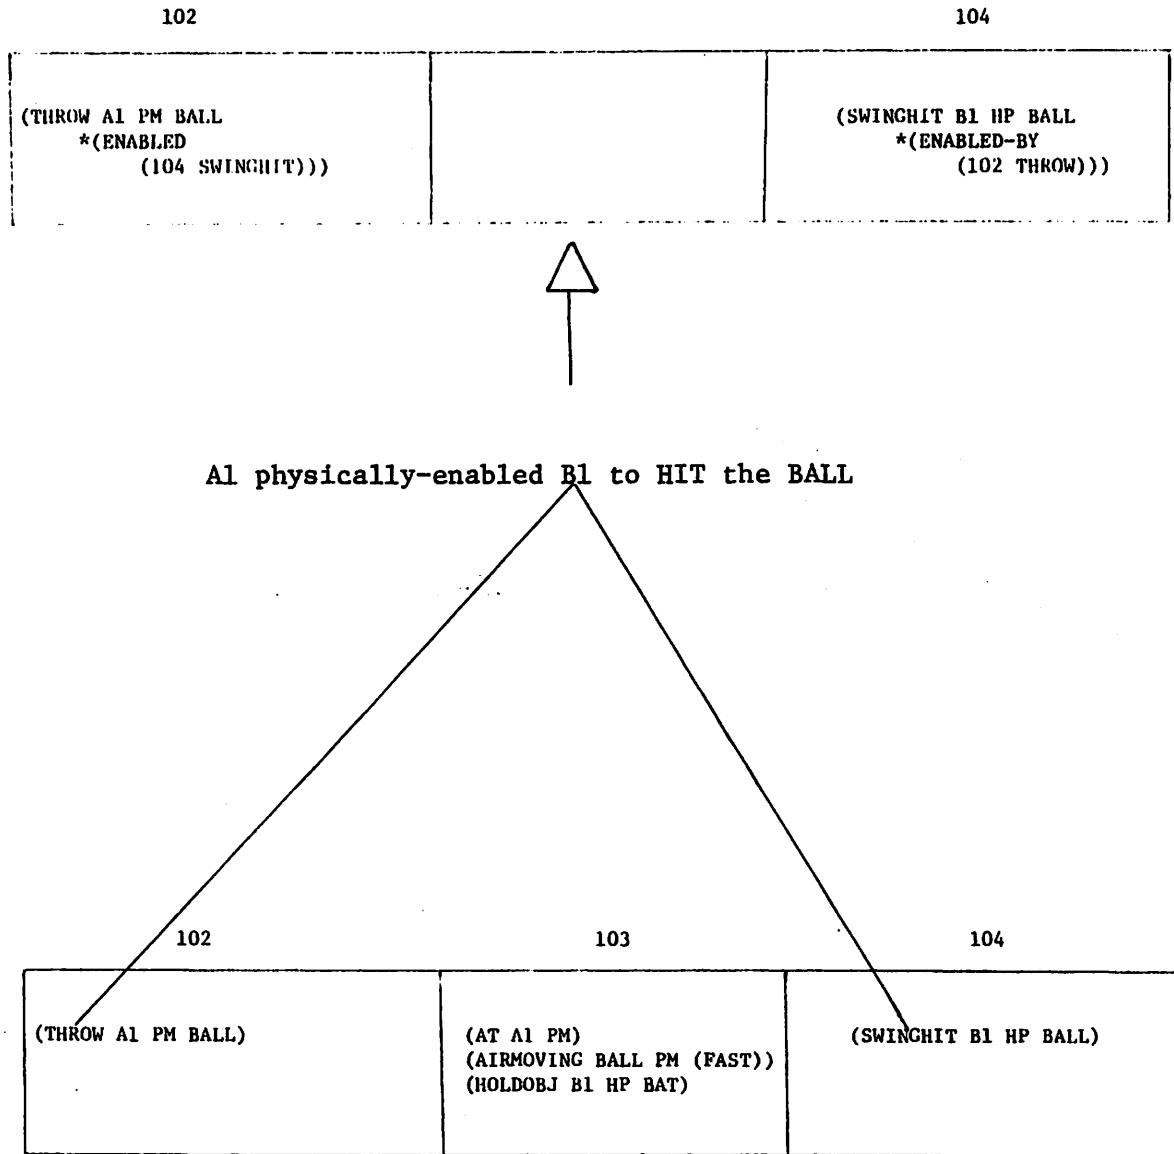 102 104
(THROW A1 PM BALL (SWINGHIT B1 HP BALL
*(ENABLED *(ENABLED-BY
(104 SWINGHIT))) (102 THROW)))
A1 physically-enabled B1 to HIT the BALL
102 103 104
(THROW A1 PM BALL) (AT A1 PM) (SWINGHIT B1 HP BALL)
(AIRMOVING BALL PM (FAST))
(HOLDOBJ B1 HP BAT)